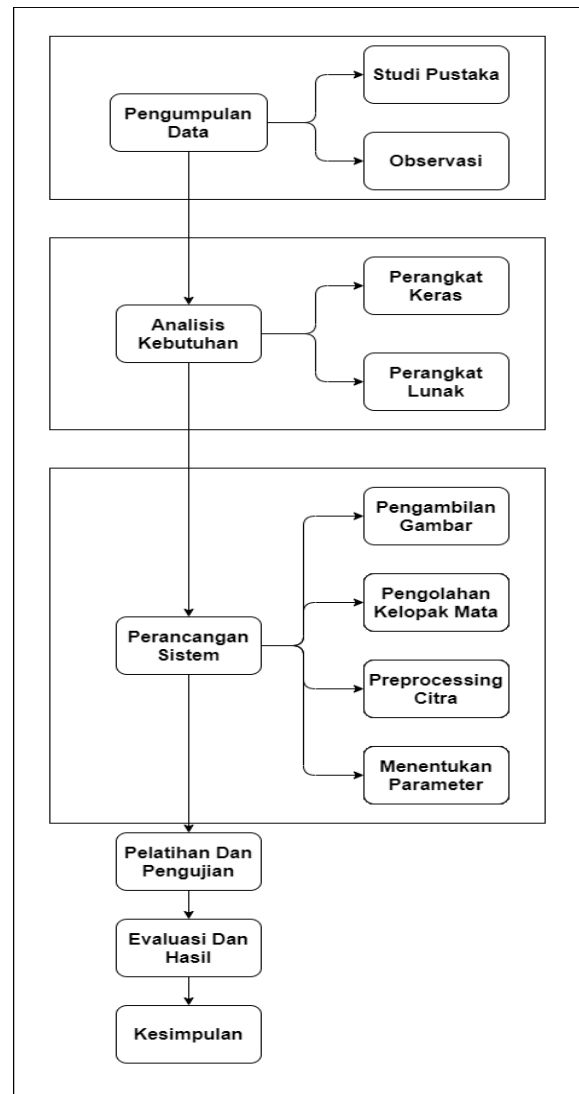 Pengumpulan
Data
Studi Pustaka
Observasi
Analisis
Kebutuhan
Perangkat
Keras
Perangkat
Lunak
Perancangan
Sistem
Pengambilan
Gambar
Pengolahan
Kelopak Mata
Preprocessing
Citra
Menentukan
Parameter
Pelatihan Dan
Pengujian
Evaluasi Dan
Hasil
Kesimpulan